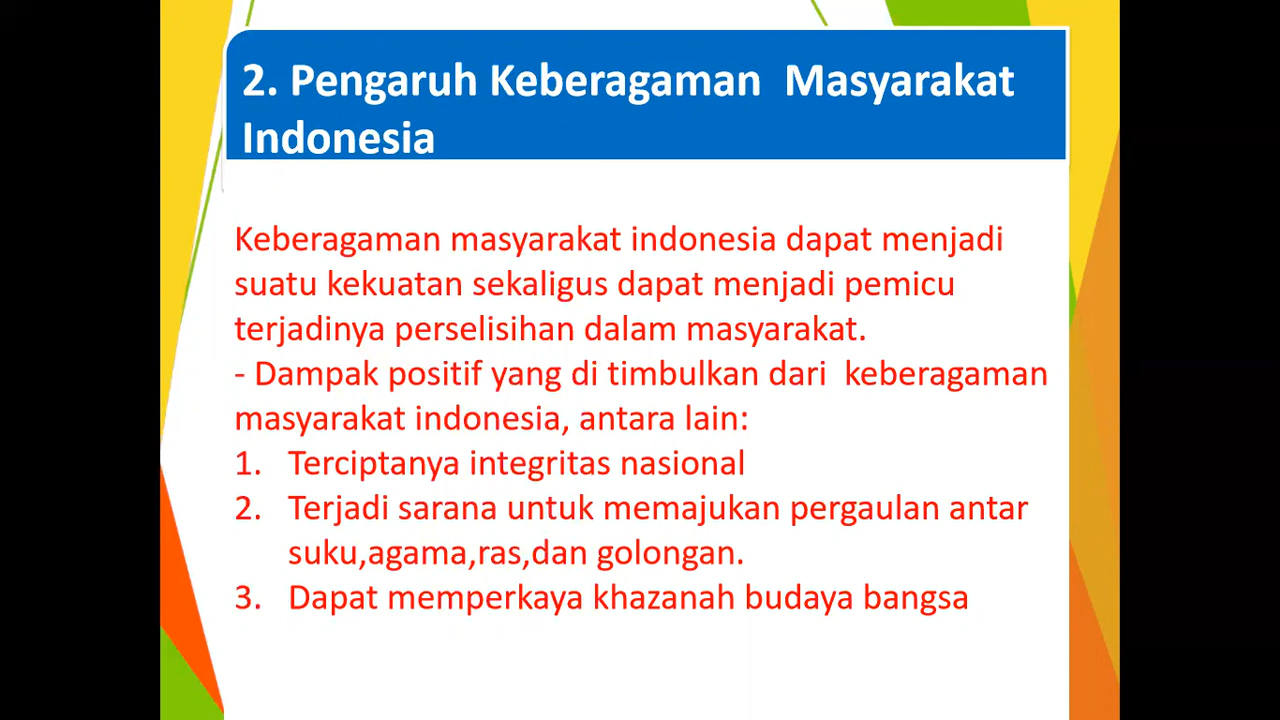 2. Pengaruh Keberagaman  Masyarakat
Indonesia
Keberagaman masyarakat indonesia dapat menjadi
suatu kekuatan sekaligus dapat menjadi pemicu
terjadinya perselisihan dalam masyarakat.
- Dampak positif yang di timbulkan dari  keberagaman
masyarakat indonesia, antara lain:
1. Terciptanya integritas nasional
2. Terjadi sarana untuk memajukan pergaulan antar
suku,agama,ras,dan golongan.
3. Dapat memperkaya khazanah budaya bangsa